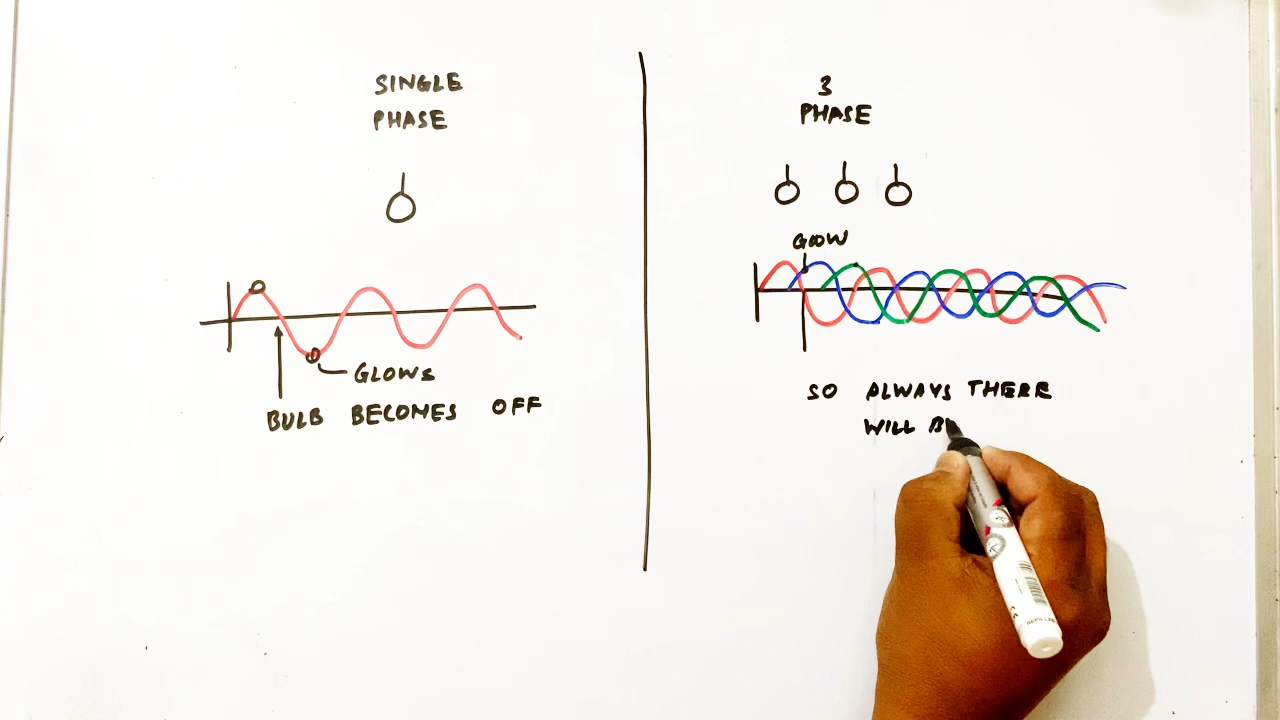 SINGLE
PHASE
GLOWS
BULB BECOMES OFF
3
PHASE
GLOW
SO ALWAYS THERE
WILL B